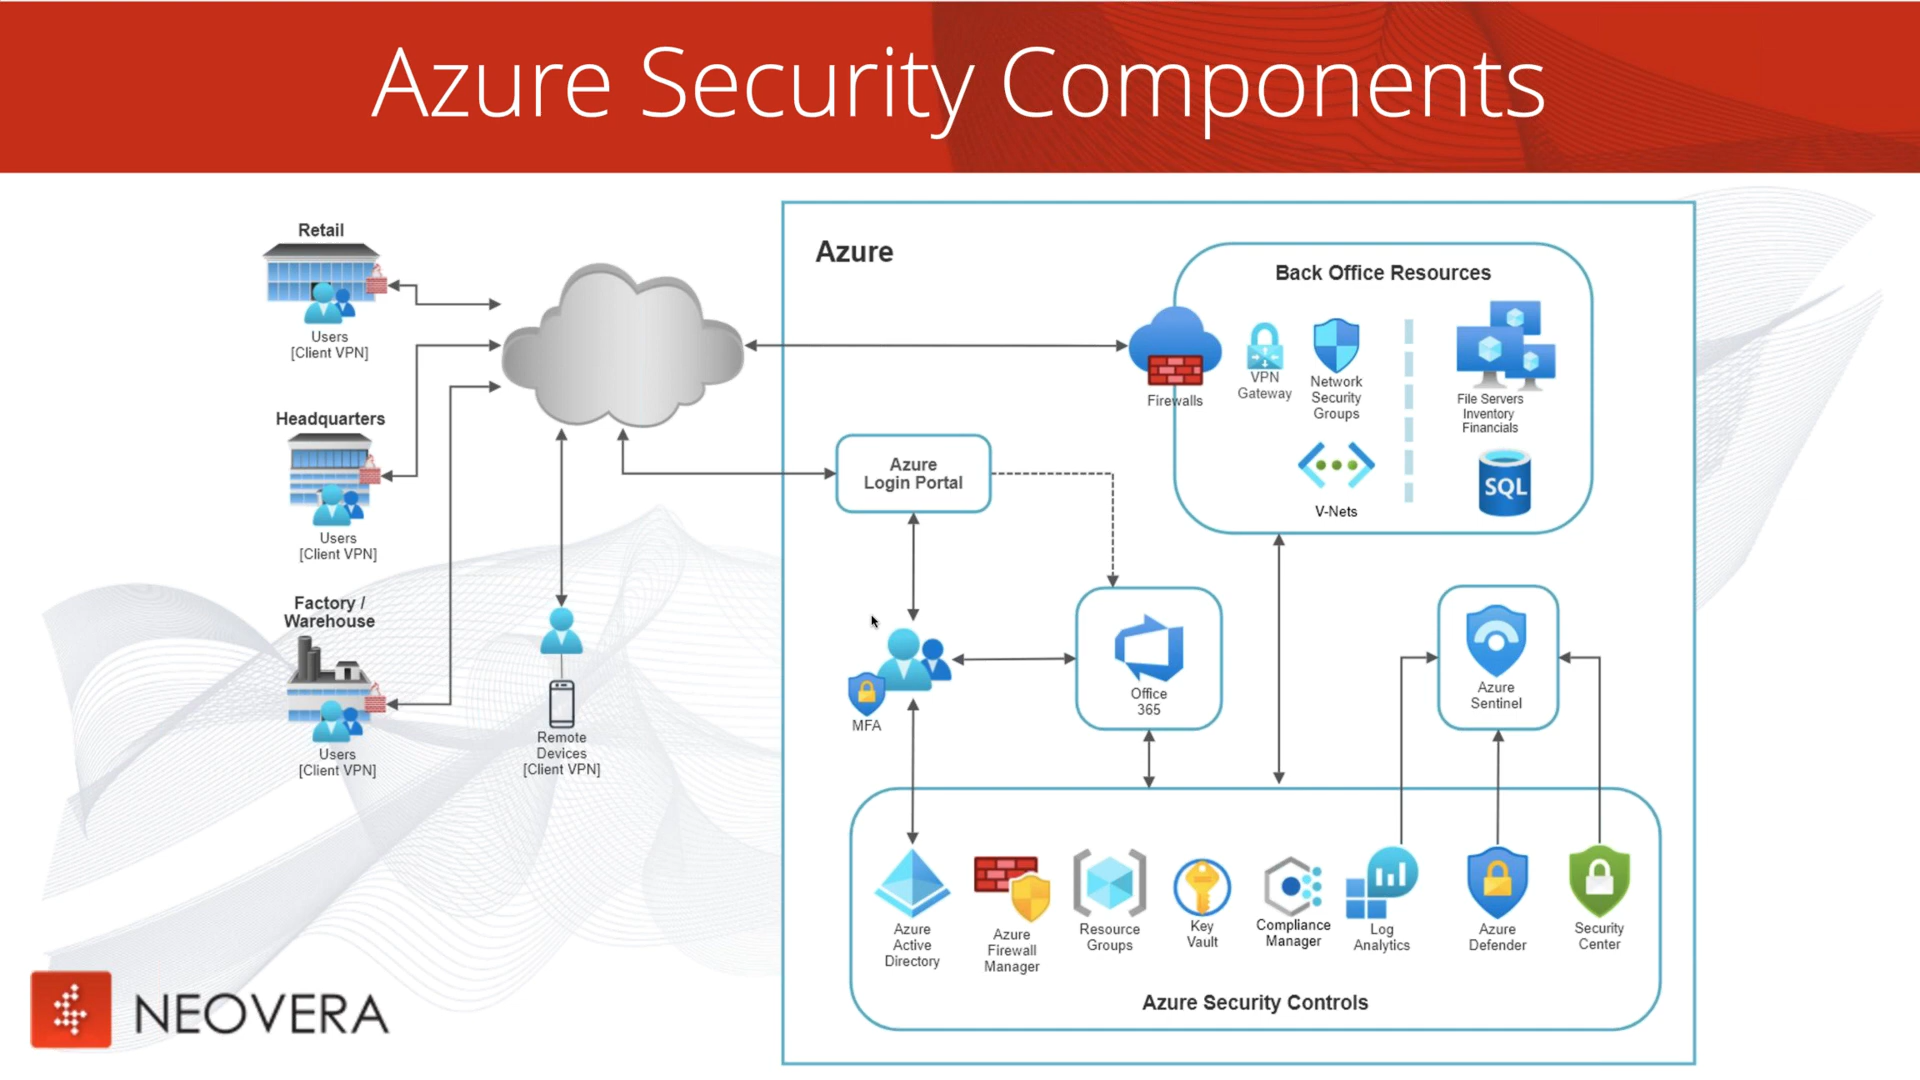 Azure Security Components
Retail
Users
[Client VPN]
Headquarters
Users
[Client VPN]
Factory /
Warehouse
Users
[Client VPN]
Remote
Devices
[Client VPN]
Azure
Azure
Login Portal
MFA
Office
365
Back Office Resources
Firewalls
VPN
Gateway
Network
Security
Groups
V-Nets
File Servers
Inventory
Financials
SQL
Azure
Sentinel
Azure
Active
Directory
Azure
Firewall
Manager
Resource
Groups
Key
Vault
Compliance
Manager
Log
Analytics
Azure
Defender
Security
Center
Azure Security Controls
NEOVERA